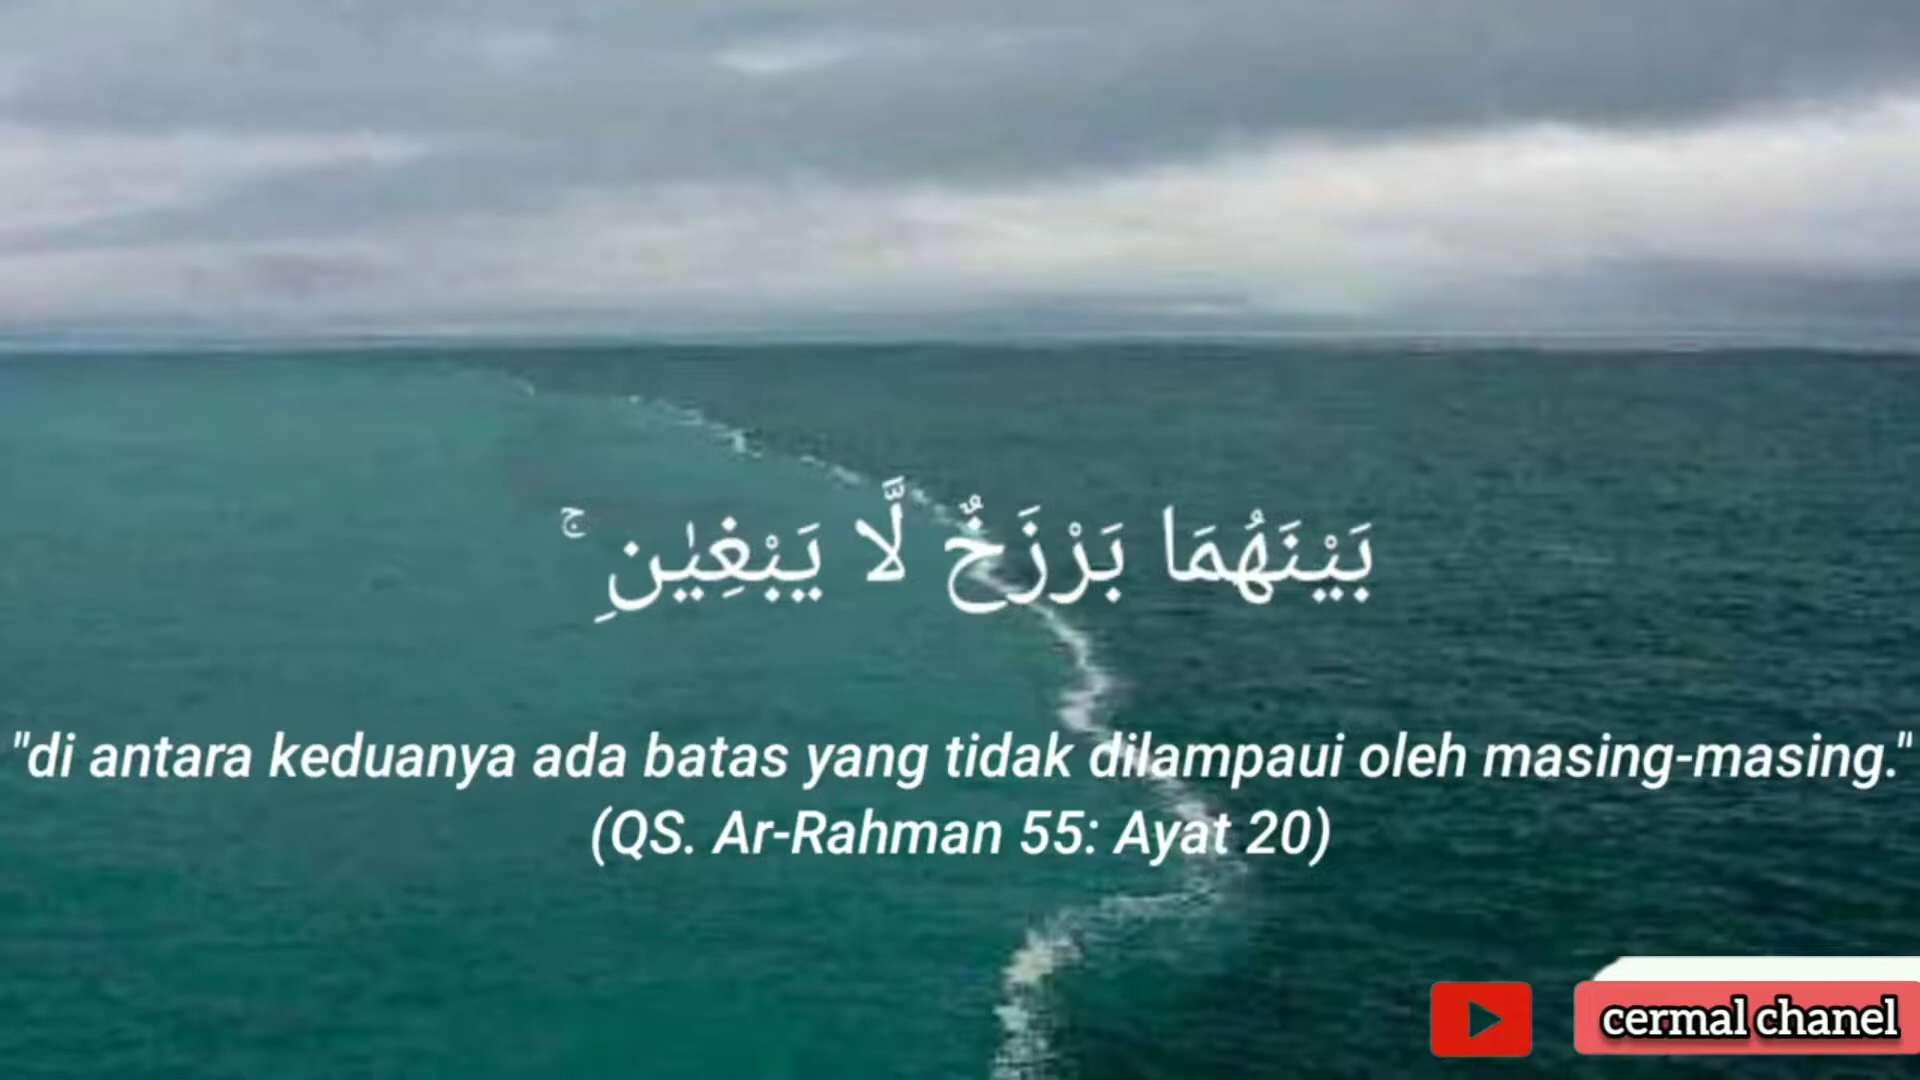 بَيْنَهُمَا بَرْزَخٌ لَّا يَبْغِيٰنِۚ
"di antara keduanya ada batas yang tidak dilampaui oleh masing-masing."
(QS. Ar-Rahman 55: Ayat 20)
cermal chanel